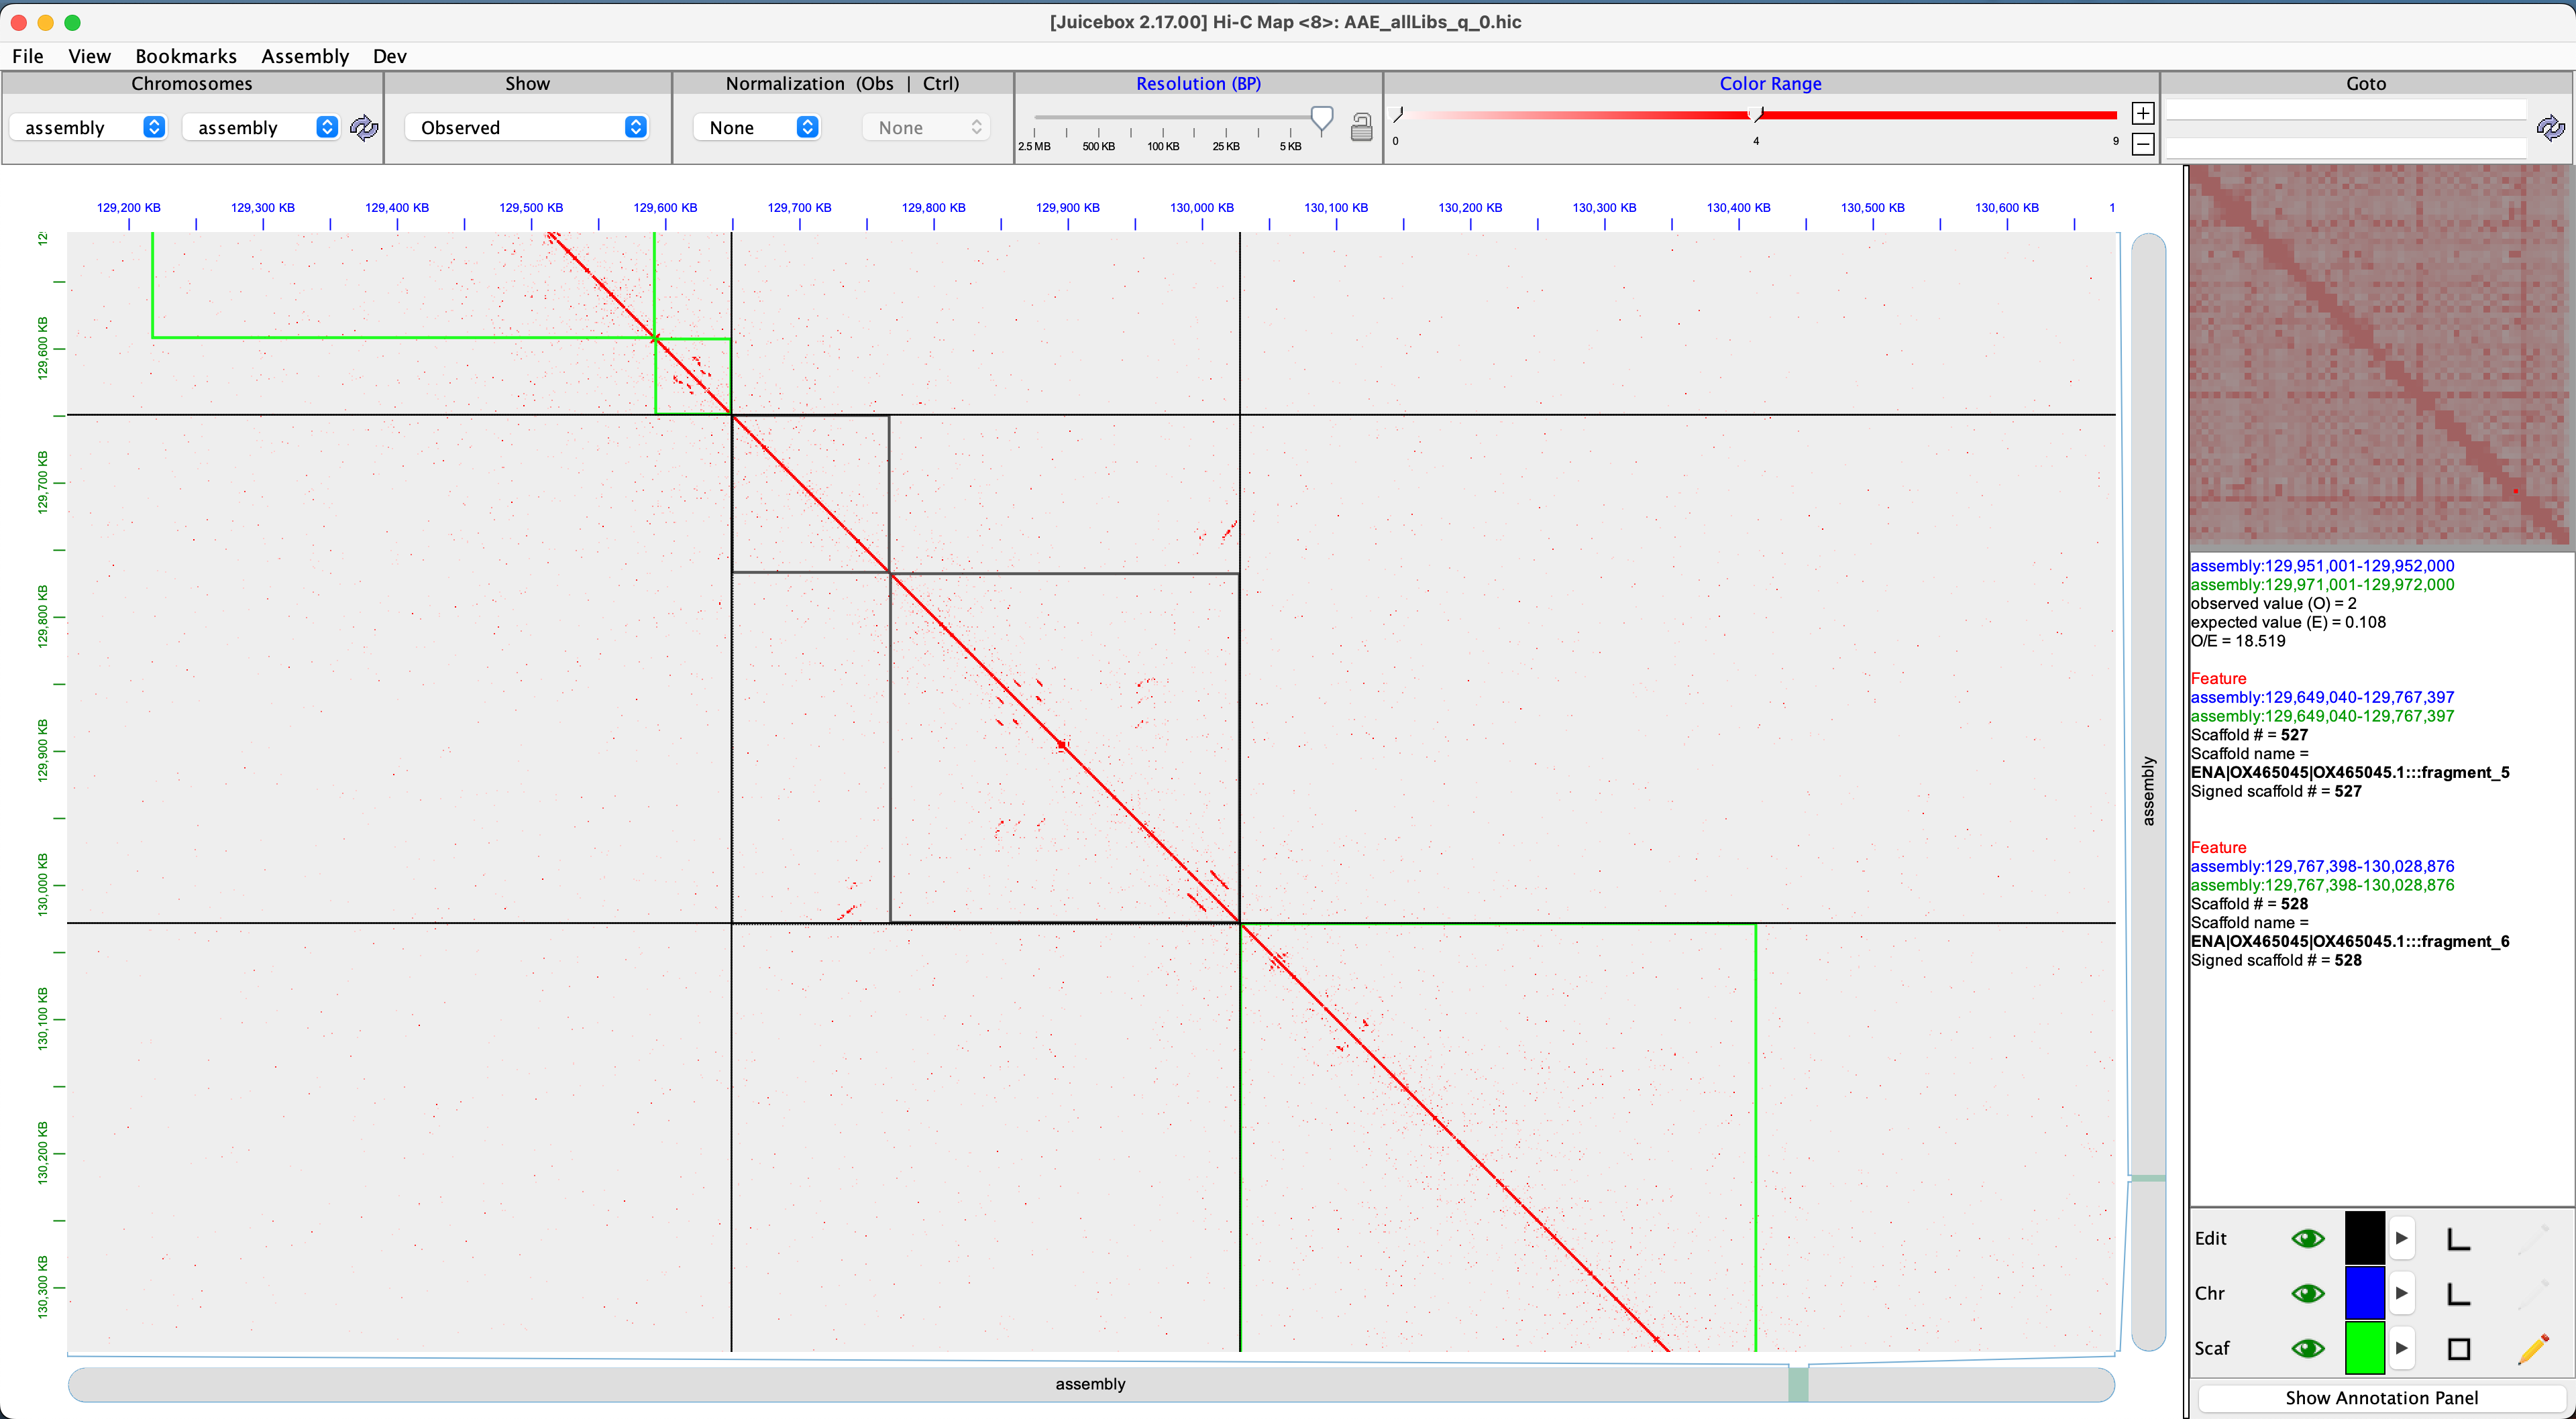 [Juicebox 2.17.00] Hi-C Map <8>: AAE_allLibs_q_0.hic
File View Bookmarks Assembly Dev
Chromosomes Show Normalization (Obs | Ctrl) Resolution (BP) Color Range Goto
assembly assembly Observed None None
2.5 MB 500 KB 100 KB 25 KB 5 KB
0 4 9
129,200 KB 129,300 KB 129,400 KB 129,500 KB 129,600 KB 129,700 KB 129,800 KB 129,900 KB 130,000 KB 130,100 KB 130,200 KB 130,300 KB 130,400 KB 130,500 KB 130,600 KB 1
12
129,600 KB
129,700 KB
129,800 KB
129,900 KB
130,000 KB
130,100 KB
130,200 KB
130,300 KB
assembly
assembly
assembly:129,951,001-129,952,000
assembly:129,971,001-129,972,000
observed value (O) = 2
expected value (E) = 0.108
O/E = 18.519
Feature
assembly:129,649,040-129,767,397
assembly:129,649,040-129,767,397
Scaffold # = 527
Scaffold name =
ENA|OX465045|OX465045.1:::fragment_5
Signed scaffold # = 527
Feature
assembly:129,767,398-130,028,876
assembly:129,767,398-130,028,876
Scaffold # = 528
Scaffold name =
ENA|OX465045|OX465045.1:::fragment_6
Signed scaffold # = 528
Edit
Chr
Scaf
Show Annotation Panel